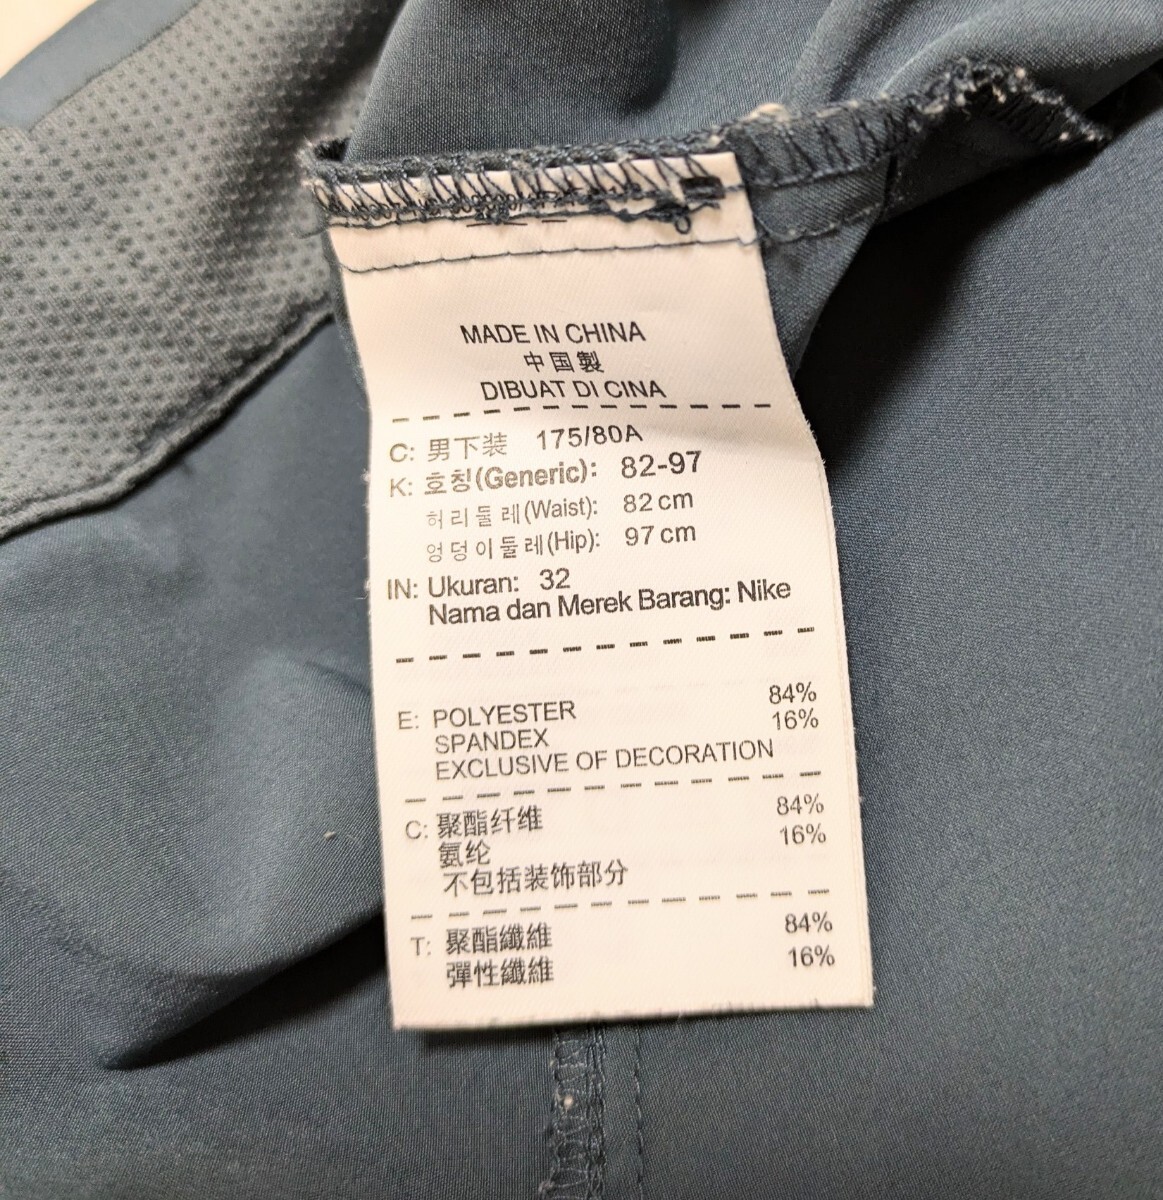 MADE IN CHINA
中国製
DIBUAT DI CINA
C: 男下装 175/80A
K: 호칭(Generic): 82-97
허리둘레(Waist): 82 cm
엉덩이둘레(Hip): 97 cm
IN: Ukuran: 32
Nama dan Merek Barang: Nike
E: POLYESTER 84%
SPANDEX 16%
EXCLUSIVE OF DECORATION
C: 聚酯纤维 84%
氨纶 16%
不包括装饰部分
T: 聚酯纖維 84%
彈性纖維 16%